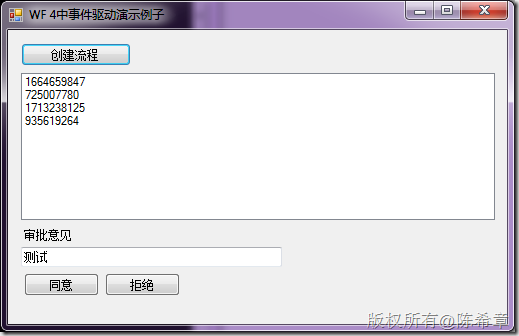 WF 4中事件驱动演示例子
创建流程
1664659847
725007780
1713238125
935619264
审批意见
测试
同意 拒绝
版权所有@陈希章